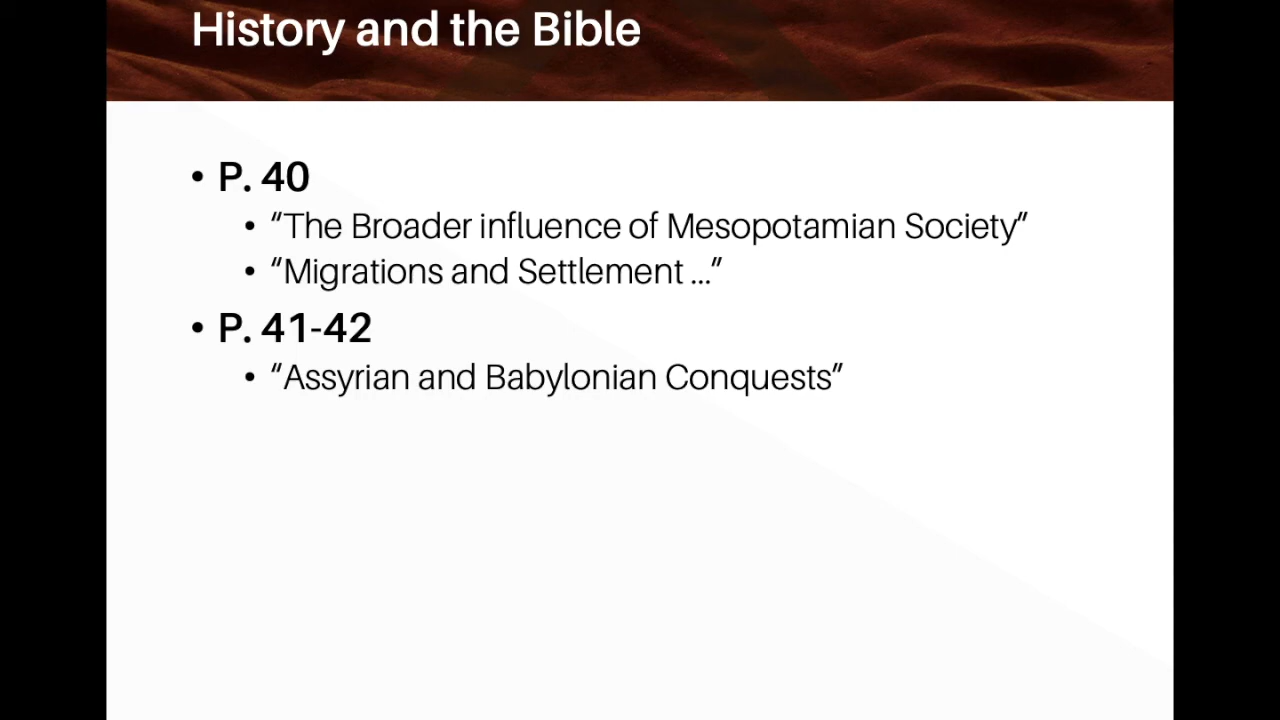 History and the Bible
• P. 40
• “The Broader influence of Mesopotamian Society”
• “Migrations and Settlement ...”
• P. 41-42
• “Assyrian and Babylonian Conquests”